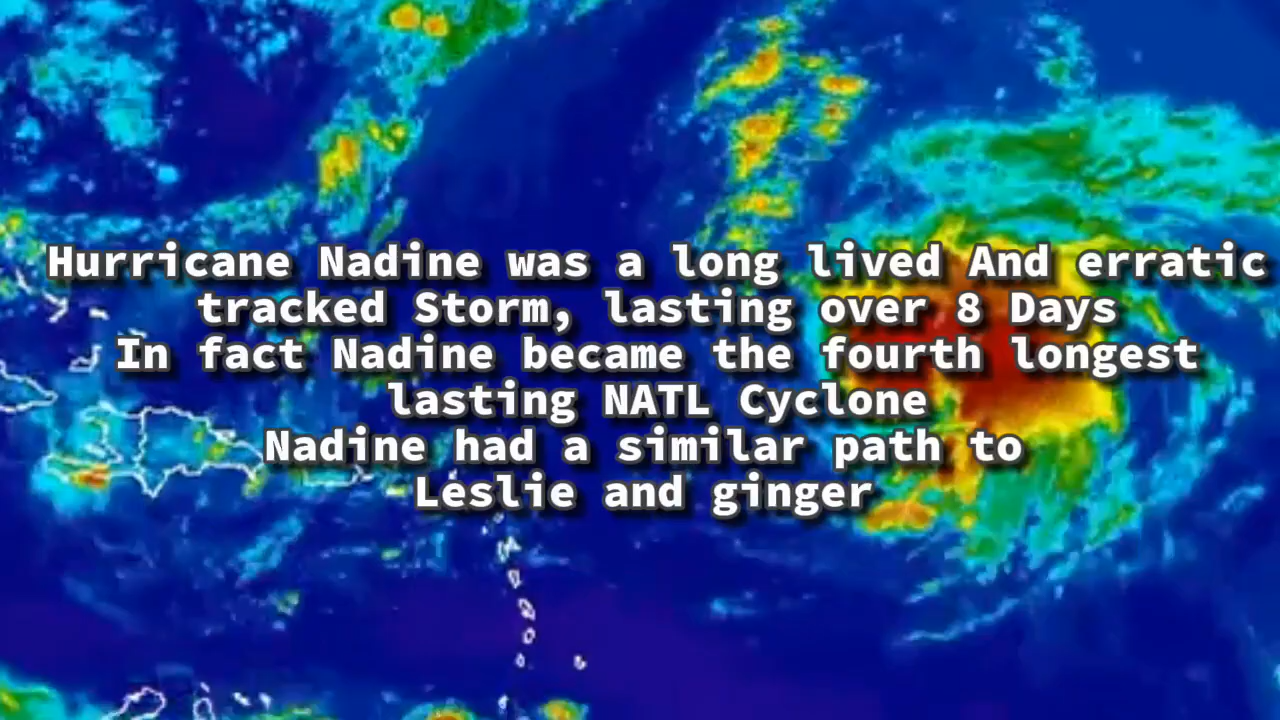 Hurricane Nadine was a long lived And erratic
tracked Storm, lasting over 8 Days
In fact Nadine became the fourth longest
lasting NATL Cyclone
Nadine had a similar path to
Leslie and ginger